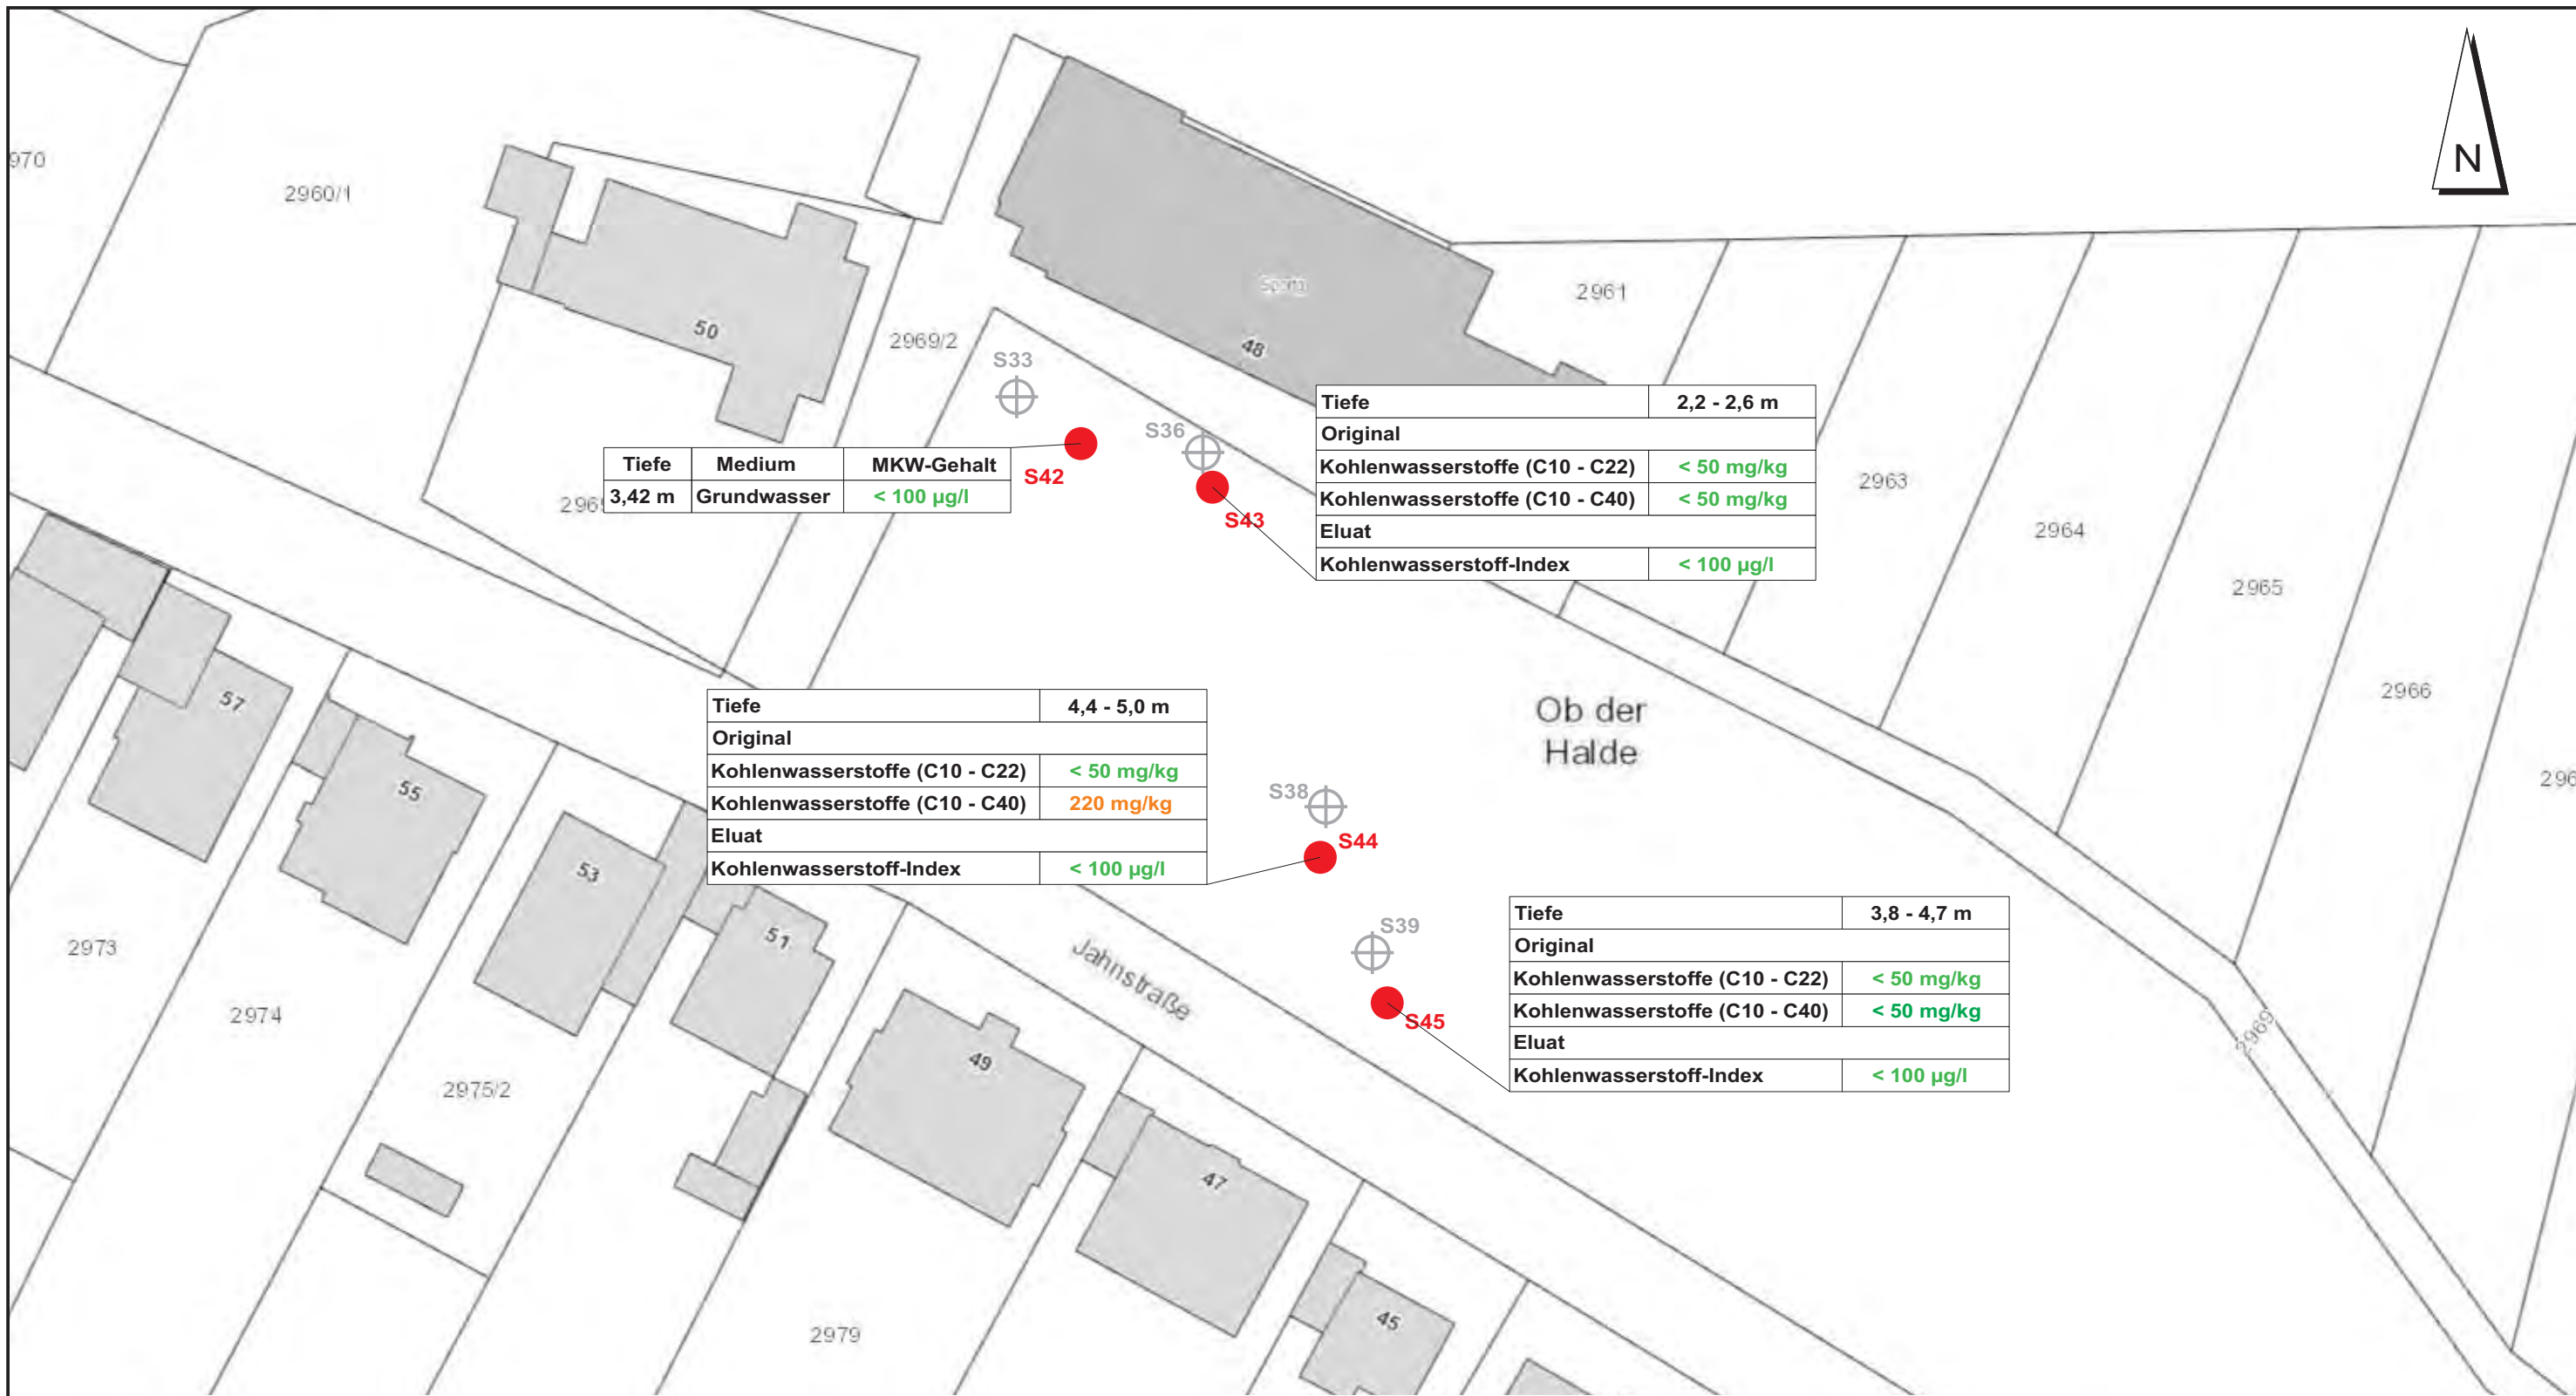 N
970
2960/1
50
2969/2
48
2961
S33
S36
S42
S43
Tiefe Medium MKW-Gehalt
3,42 m Grundwasser < 100 µg/l
Tiefe 2,2 - 2,6 m
Original
Kohlenwasserstoffe (C10 - C22) < 50 mg/kg
Kohlenwasserstoffe (C10 - C40) < 50 mg/kg
Eluat
Kohlenwasserstoff-Index < 100 µg/l
2963
2964
2965
2966
57
55
53
51
Tiefe 4,4 - 5,0 m
Original
Kohlenwasserstoffe (C10 - C22) < 50 mg/kg
Kohlenwasserstoffe (C10 - C40) 220 mg/kg
Eluat
Kohlenwasserstoff-Index < 100 µg/l
Ob der
Halde
S38
S44
S39
S45
Tiefe 3,8 - 4,7 m
Original
Kohlenwasserstoffe (C10 - C22) < 50 mg/kg
Kohlenwasserstoffe (C10 - C40) < 50 mg/kg
Eluat
Kohlenwasserstoff-Index < 100 µg/l
Jahnstraße
2969
2973
2974
2975/2
49
47
45
2979